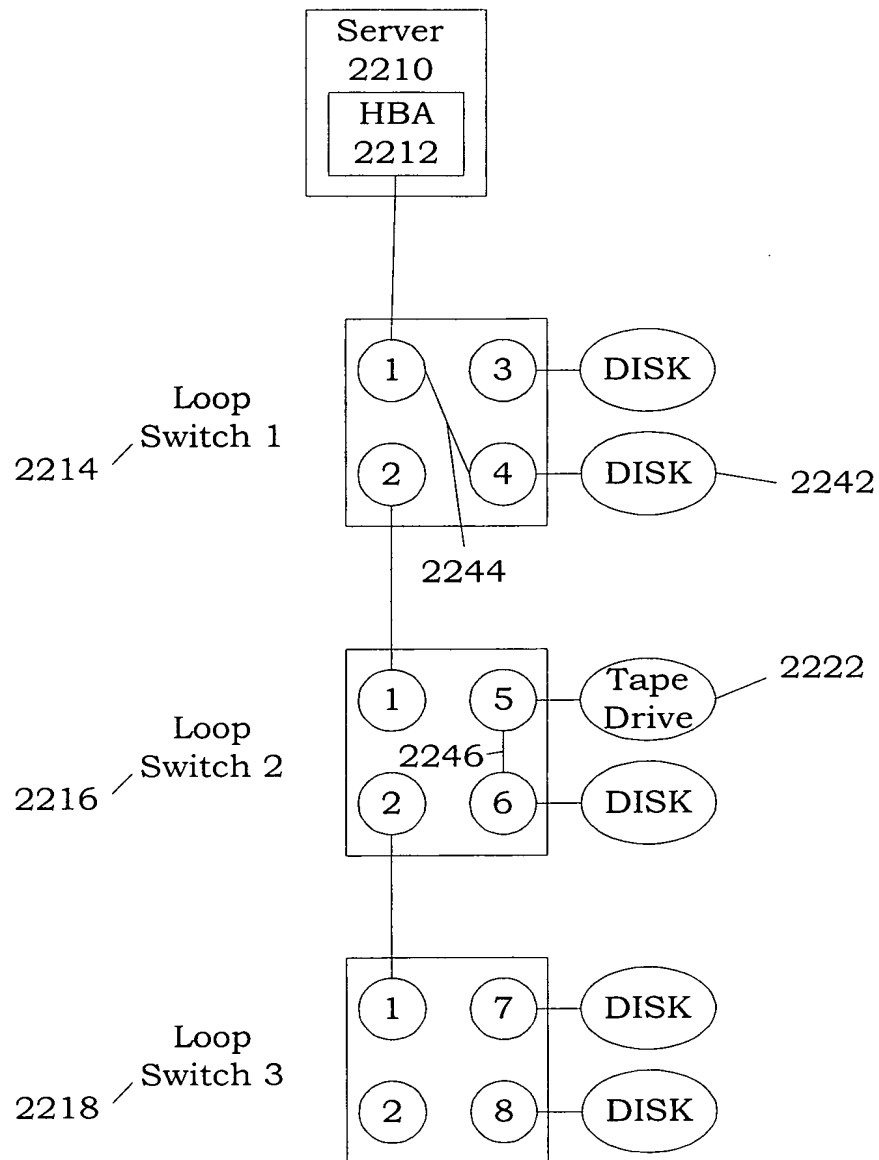 Server
2210
HBA
2212
1
3
DISK
Loop
Switch 1
2214
2
4
DISK
2242
2244
1
5
Tape
Drive
2222
Loop
Switch 2
2246
2216
2
6
DISK
1
7
DISK
Loop
Switch 3
2218
2
8
DISK